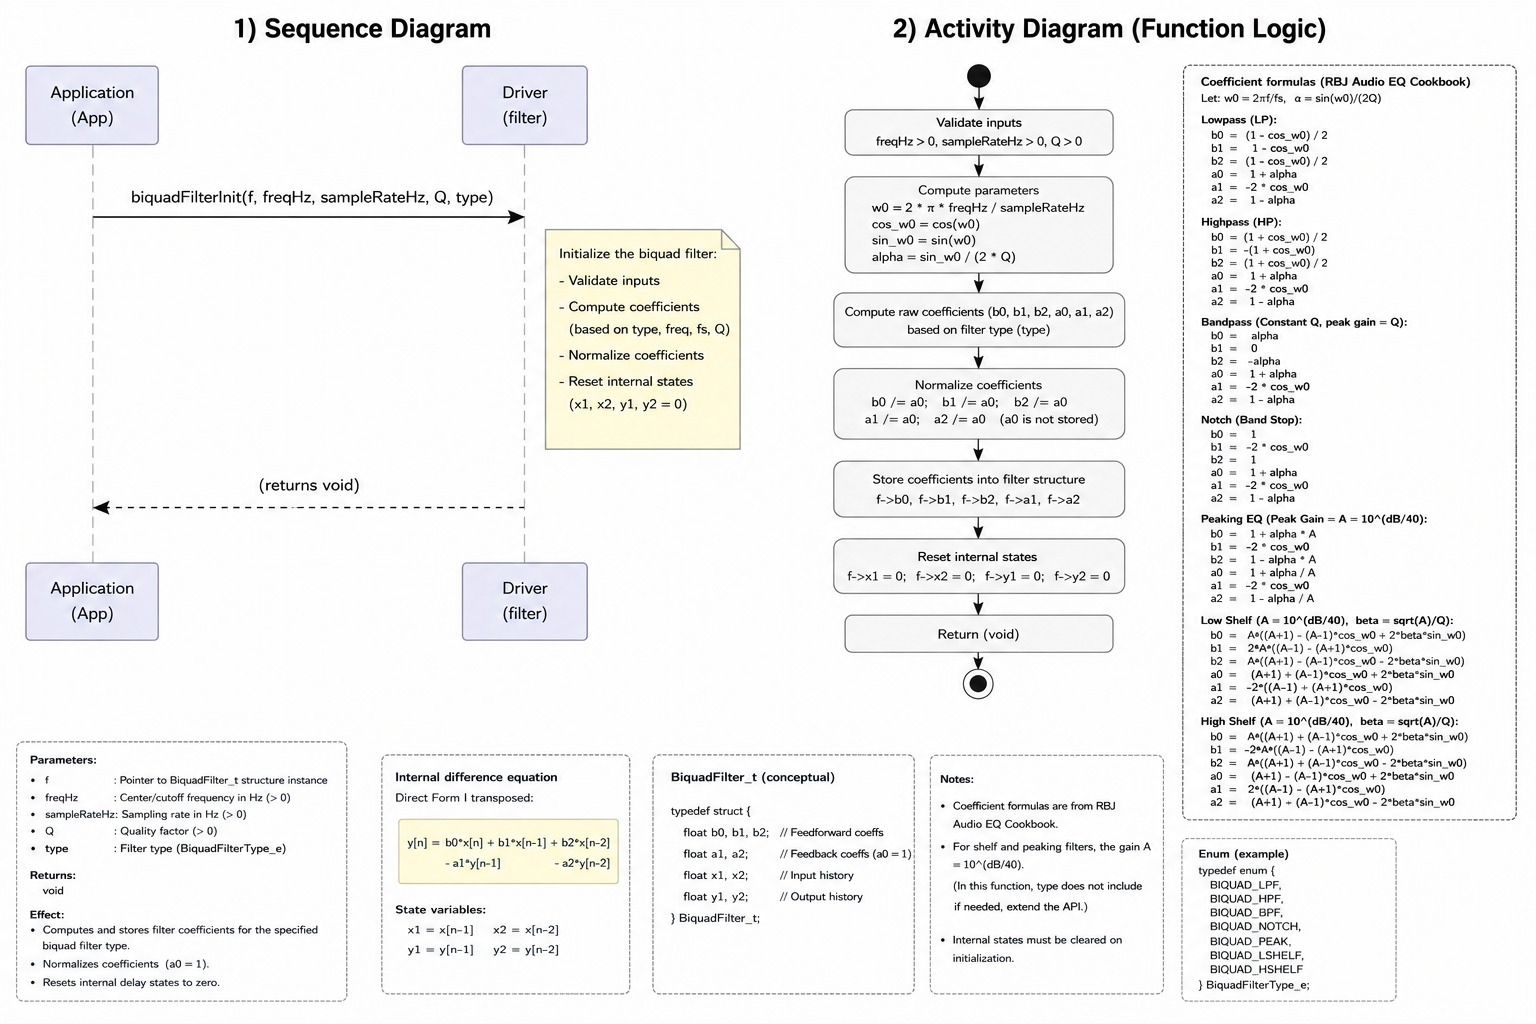 1) Sequence Diagram
Application
(App)
Driver
(filter)
biquadFilterInit(f, freqHz, sampleRateHz, Q, type)
Initialize the biquad filter:
- Validate inputs
- Compute coefficients
(based on type, freq, fs, Q)
- Normalize coefficients
- Reset internal states
(x1, x2, y1, y2 = 0)
(returns void)
Application
(App)
Driver
(filter)
2) Activity Diagram (Function Logic)
Validate inputs
freqHz > 0, sampleRateHz > 0, Q > 0
Compute parameters
w0 = 2 * π * freqHz / sampleRateHz
cos_w0 = cos(w0)
sin_w0 = sin(w0)
alpha = sin_w0 / (2 * Q)
Compute raw coefficients (b0, b1, b2, a0, a1, a2)
based on filter type (type)
Normalize coefficients
b0 /= a0; b1 /= a0; b2 /= a0
a1 /= a0; a2 /= a0 (a0 is not stored)
Store coefficients into filter structure
f->b0, f->b1, f->b2, f->a1, f->a2
Reset internal states
f->x1 = 0; f->x2 = 0; f->y1 = 0; f->y2 = 0
Return (void)
Coefficient formulas (RBJ Audio EQ Cookbook)
Let: w0 = 2πf/fs, α = sin(w0)/(2Q)
Lowpass (LP):
b0 = (1 - cos_w0) / 2
b1 = 1 - cos_w0
b2 = (1 - cos_w0) / 2
a0 = 1 + alpha
a1 = -2 * cos_w0
a2 = 1 - alpha
Highpass (HP):
b0 = (1 + cos_w0) / 2
b1 = -(1 + cos_w0)
b2 = (1 + cos_w0) / 2
a0 = 1 + alpha
a1 = -2 * cos_w0
a2 = 1 - alpha
Bandpass (Constant Q, peak gain = Q):
b0 = alpha
b1 = 0
b2 = -alpha
a0 = 1 + alpha
a1 = -2 * cos_w0
a2 = 1 - alpha
Notch (Band Stop):
b0 = 1
b1 = -2 * cos_w0
b2 = 1
a0 = 1 + alpha
a1 = -2 * cos_w0
a2 = 1 - alpha
Peaking EQ (Peak Gain = A = 10^(dB/40):
b0 = 1 + alpha * A
b1 = -2 * cos_w0
b2 = 1 - alpha * A
a0 = 1 + alpha / A
a1 = -2 * cos_w0
a2 = 1 - alpha / A
Low Shelf (A = 10^(dB/40), beta = sqrt(A)/Q):
b0 = A*((A+1) - (A-1)*cos_w0 + 2*beta*sin_w0)
b1 = 2*A*((A-1) - (A+1)*cos_w0)
b2 = A*((A+1) - (A-1)*cos_w0 - 2*beta*sin_w0)
a0 = (A+1) + (A-1)*cos_w0 + 2*beta*sin_w0
a1 = -2*((A-1) + (A+1)*cos_w0)
a2 = (A+1) + (A-1)*cos_w0 - 2*beta*sin_w0
High Shelf (A = 10^(dB/40), beta = sqrt(A)/Q):
b0 = A*((A+1) + (A-1)*cos_w0 + 2*beta*sin_w0)
b1 = -2*A*((A-1) - (A+1)*cos_w0)
b2 = A*((A+1) + (A-1)*cos_w0 - 2*beta*sin_w0)
a0 = (A+1) - (A-1)*cos_w0 + 2*beta*sin_w0
a1 = 2*((A-1) - (A+1)*cos_w0)
a2 = (A+1) + (A-1)*cos_w0 - 2*beta*sin_w0
Parameters:
• f : Pointer to BiquadFilter_t structure instance
• freqHz : Center/cutoff frequency in Hz (> 0)
• sampleRateHz : Sampling rate in Hz (> 0)
• Q : Quality factor (> 0)
• type : Filter type (BiquadFilterType_e)
Returns:
void
Effect:
• Computes and stores filter coefficients for the specified
biquad filter type.
• Normalizes coefficients (a0 = 1).
• Resets internal delay states to zero.
Internal difference equation
Direct Form I transposed:
y[n] = b0*x[n] + b1*x[n-1] + b2*x[n-2]
- a1*y[n-1] - a2*y[n-2]
State variables:
x1 = x[n-1] x2 = x[n-2]
y1 = y[n-1] y2 = y[n-2]
BiquadFilter_t (conceptual)
typedef struct {
float b0, b1, b2; // Feedforward coeffs
float a1, a2; // Feedback coeffs (a0 = 1)
float x1, x2; // Input history
float y1, y2; // Output history
} BiquadFilter_t;
Notes:
• Coefficient formulas are from RBJ
Audio EQ Cookbook.
• For shelf and peaking filters, the gain A
= 10^(dB/40).
(In this function, type does not include
if needed, extend the API.)
• Internal states must be cleared on
initialization.
Enum (example)
typedef enum {
BIQUAD_LPF,
BIQUAD_HPF,
BIQUAD_BPF,
BIQUAD_NOTCH,
BIQUAD_PEAK,
BIQUAD_LSHELF,
BIQUAD_HSHELF
} BiquadFilterType_e;